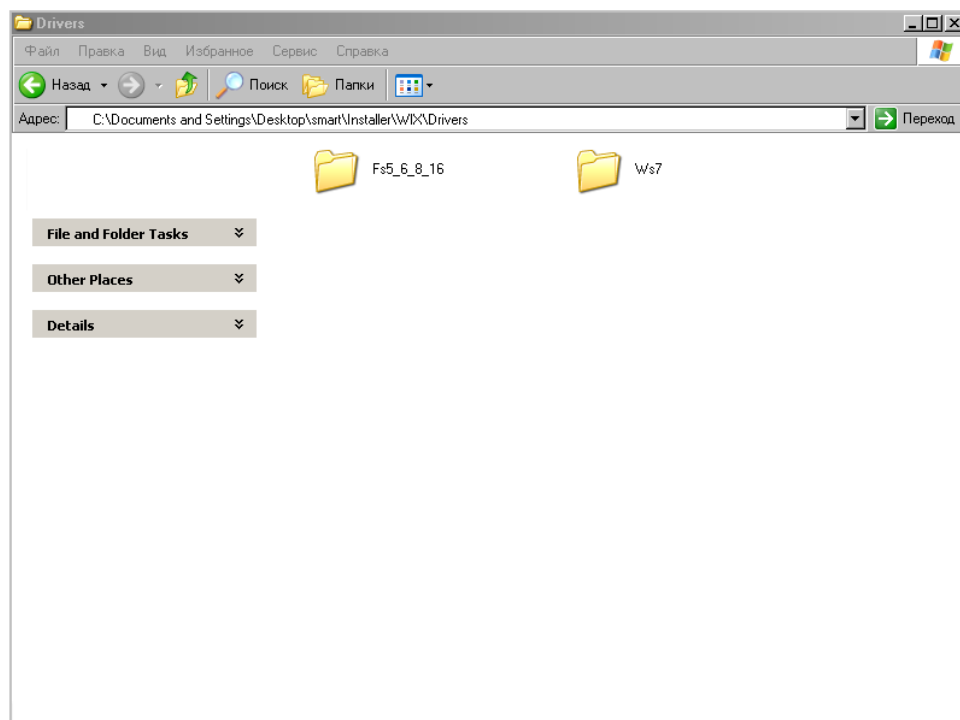 Drivers
Файл Правка Вид Избранное Сервис Справка
Назад Поиск Папки
Адрес: C:\Documents and Settings\Desktop\smart\Installer\WIX\Drivers Переход
Fs5_6_8_16 Ws7
File and Folder Tasks
Other Places
Details